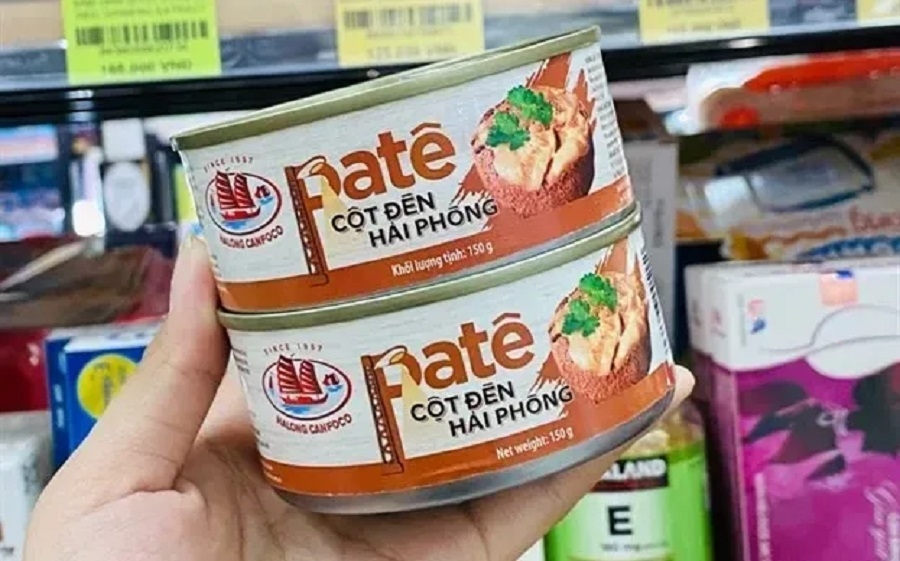 SINCE 1957
HALONG CANFOCO
patê
CỘT ĐÈN
HẢI PHÒNG
Khối lượng tịnh: 150 g
SINCE 1957
HALONG CANFOCO
patê
CỘT ĐÈN
HẢI PHÒNG
Net weight: 150 g
E